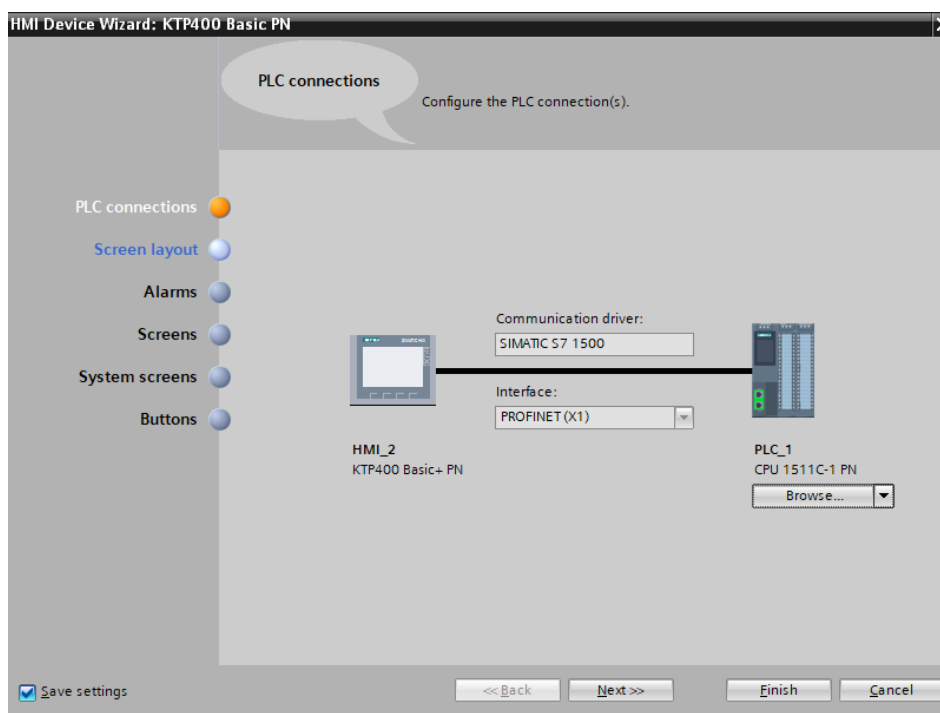 HMI Device Wizard: KTP400 Basic PN
PLC connections
Configure the PLC connection(s).
PLC connections
Screen layout
Alarms
Screens
System screens
Buttons
Communication driver:
SIMATIC S7 1500
Interface:
PROFINET (X1)
HMI_2
KTP400 Basic+ PN
PLC_1
CPU 1511C-1 PN
Browse...
Save settings
<< Back
Next >>
Finish
Cancel